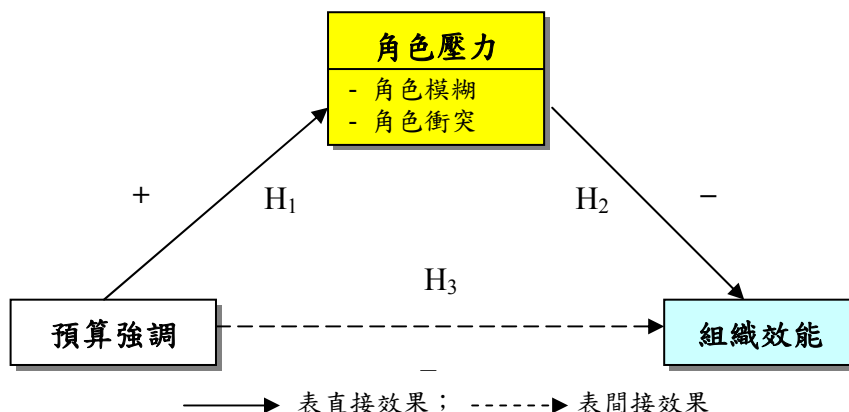 角色壓力
- 角色模糊
- 角色衝突
+
H₁
H₂
−
H₃
預算強調
組織效能
−
表直接效果； 表間接效果